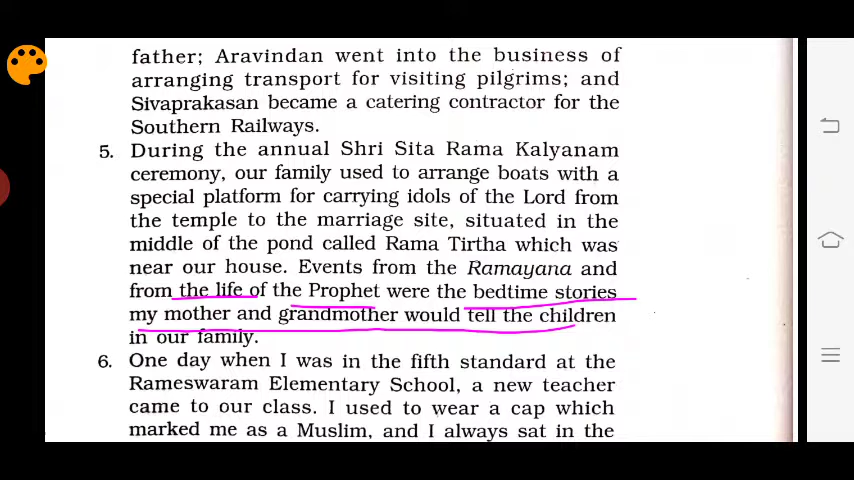 father; Aravindan went into the business of
arranging transport for visiting pilgrims; and
Sivaprakasan became a catering contractor for the
Southern Railways.
5. During the annual Shri Sita Rama Kalyanam
ceremony, our family used to arrange boats with a
special platform for carrying idols of the Lord from
the temple to the marriage site, situated in the
middle of the pond called Rama Tirtha which was
near our house. Events from the Ramayana and
from the life of the Prophet were the bedtime stories
my mother and grandmother would tell the children
in our family.
6. One day when I was in the fifth standard at the
Rameswaram Elementary School, a new teacher
came to our class. I used to wear a cap which
marked me as a Muslim, and I always sat in the